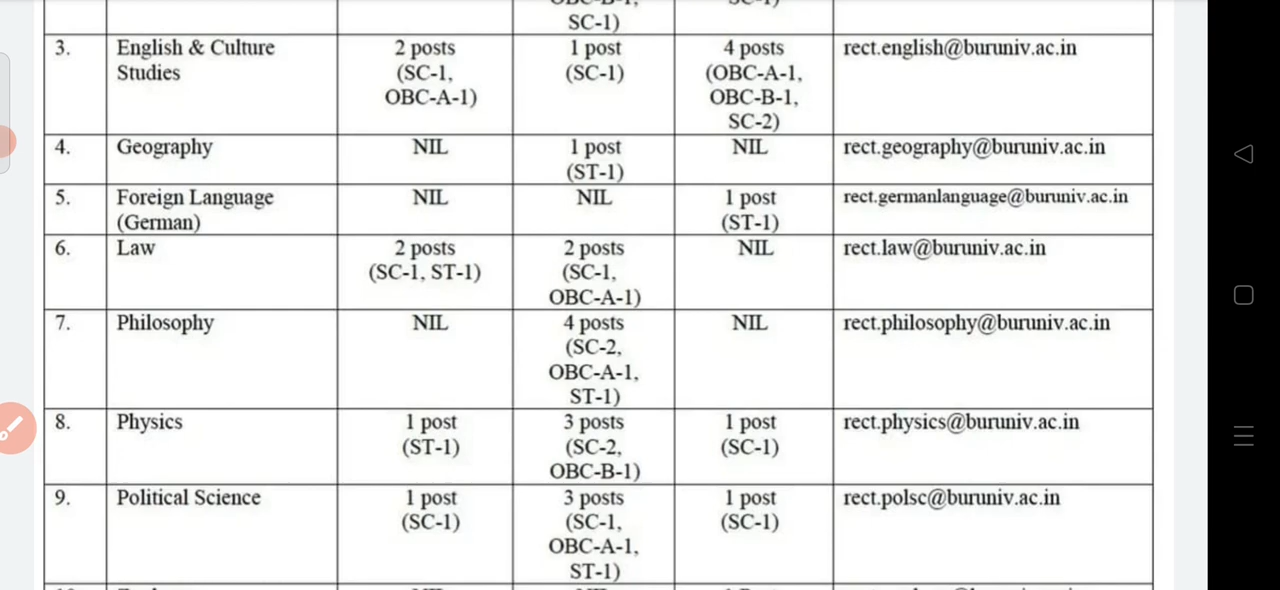 SC-1)
3. English & Culture Studies 2 posts (SC-1, OBC-A-1) 1 post (SC-1) 4 posts (OBC-A-1, OBC-B-1, SC-2) rect.english@buruniv.ac.in
4. Geography NIL 1 post (ST-1) NIL rect.geography@buruniv.ac.in
5. Foreign Language (German) NIL NIL 1 post (ST-1) rect.germanlanguage@buruniv.ac.in
6. Law 2 posts (SC-1, ST-1) 2 posts (SC-1, OBC-A-1) NIL rect.law@buruniv.ac.in
7. Philosophy NIL 4 posts (SC-2, OBC-A-1, ST-1) NIL rect.philosophy@buruniv.ac.in
8. Physics 1 post (ST-1) 3 posts (SC-2, OBC-B-1) 1 post (SC-1) rect.physics@buruniv.ac.in
9. Political Science 1 post (SC-1) 3 posts (SC-1, OBC-A-1, ST-1) 1 post (SC-1) rect.polsc@buruniv.ac.in